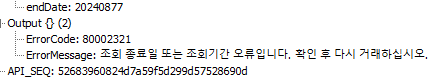 endDate: 20240877
Output {} (2)
ErrorCode: 80002321
ErrorMessage: 조회 종료일 또는 조회기간 오류입니다. 확인 후 다시 거래하십시오.
API_SEQ: 52683960824d7a59f5d299d57528690d